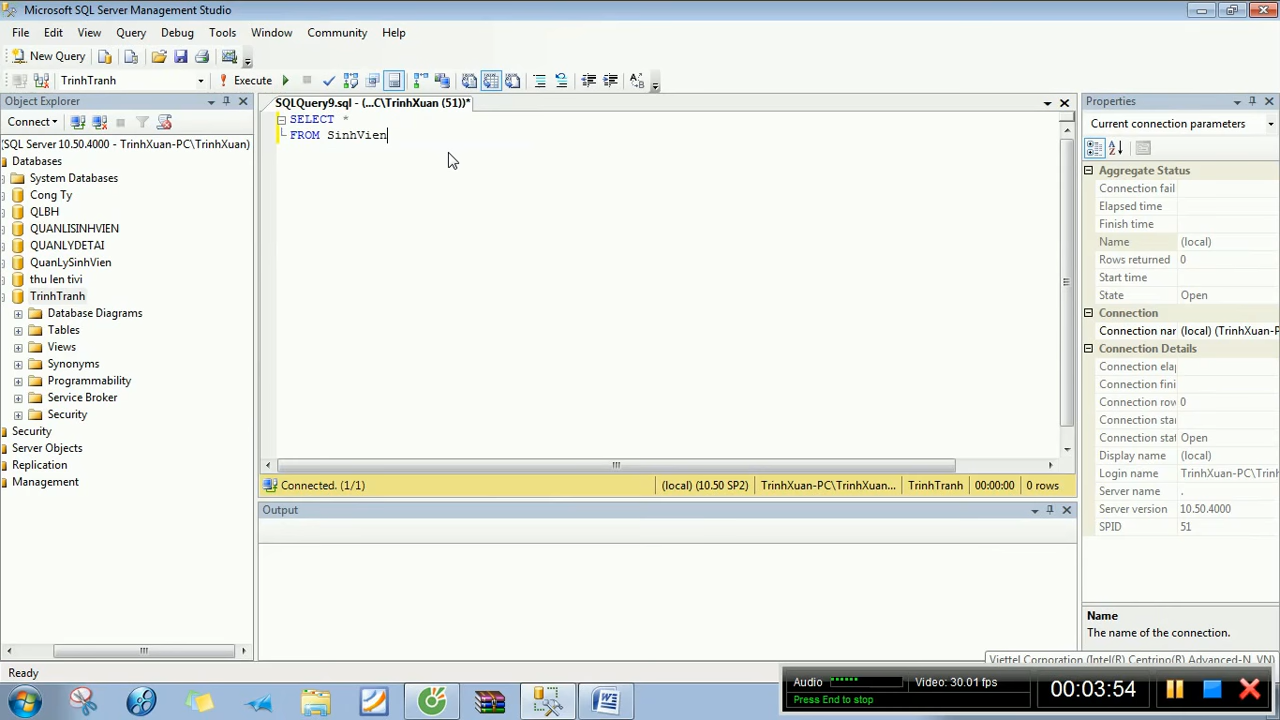 Microsoft SQL Server Management Studio
File Edit View Query Debug Tools Window Community Help
New Query
TrinhTranh Execute
Object Explorer
Connect
(SQL Server 10.50.4000 - TrinhXuan-PC\TrinhXuan)
Databases
System Databases
Cong Ty
QLBH
QUANLISINHVIEN
QUANLYDETAI
QuanLySinhVien
thu len tivi
TrinhTranh
Database Diagrams
Tables
Views
Synonyms
Programmability
Service Broker
Security
Security
Server Objects
Replication
Management
SQLQuery9.sql - (...C\TrinhXuan (51))*
SELECT *
FROM SinhVien
Connected. (1/1) (local) (10.50 SP2) TrinhXuan-PC\TrinhXuan... TrinhTranh 00:00:00 0 rows
Output
Properties
Current connection parameters
Aggregate Status
Connection fail
Elapsed time
Finish time
Name (local)
Rows returned 0
Start time
State Open
Connection
Connection nar (local) (TrinhXuan-P
Connection Details
Connection ela
Connection fini
Connection row 0
Connection star
Connection stat Open
Display name (local)
Login name TrinhXuan-PC\T
Server name .
Server version 10.50.4000
SPID 51
Name
The name of the connection.
Ready
Viettel Corporation (Intel(R) Centrino(R) Advanced-N, VN)
Audio Video: 30.01 fps
Press End to stop
00:03:54